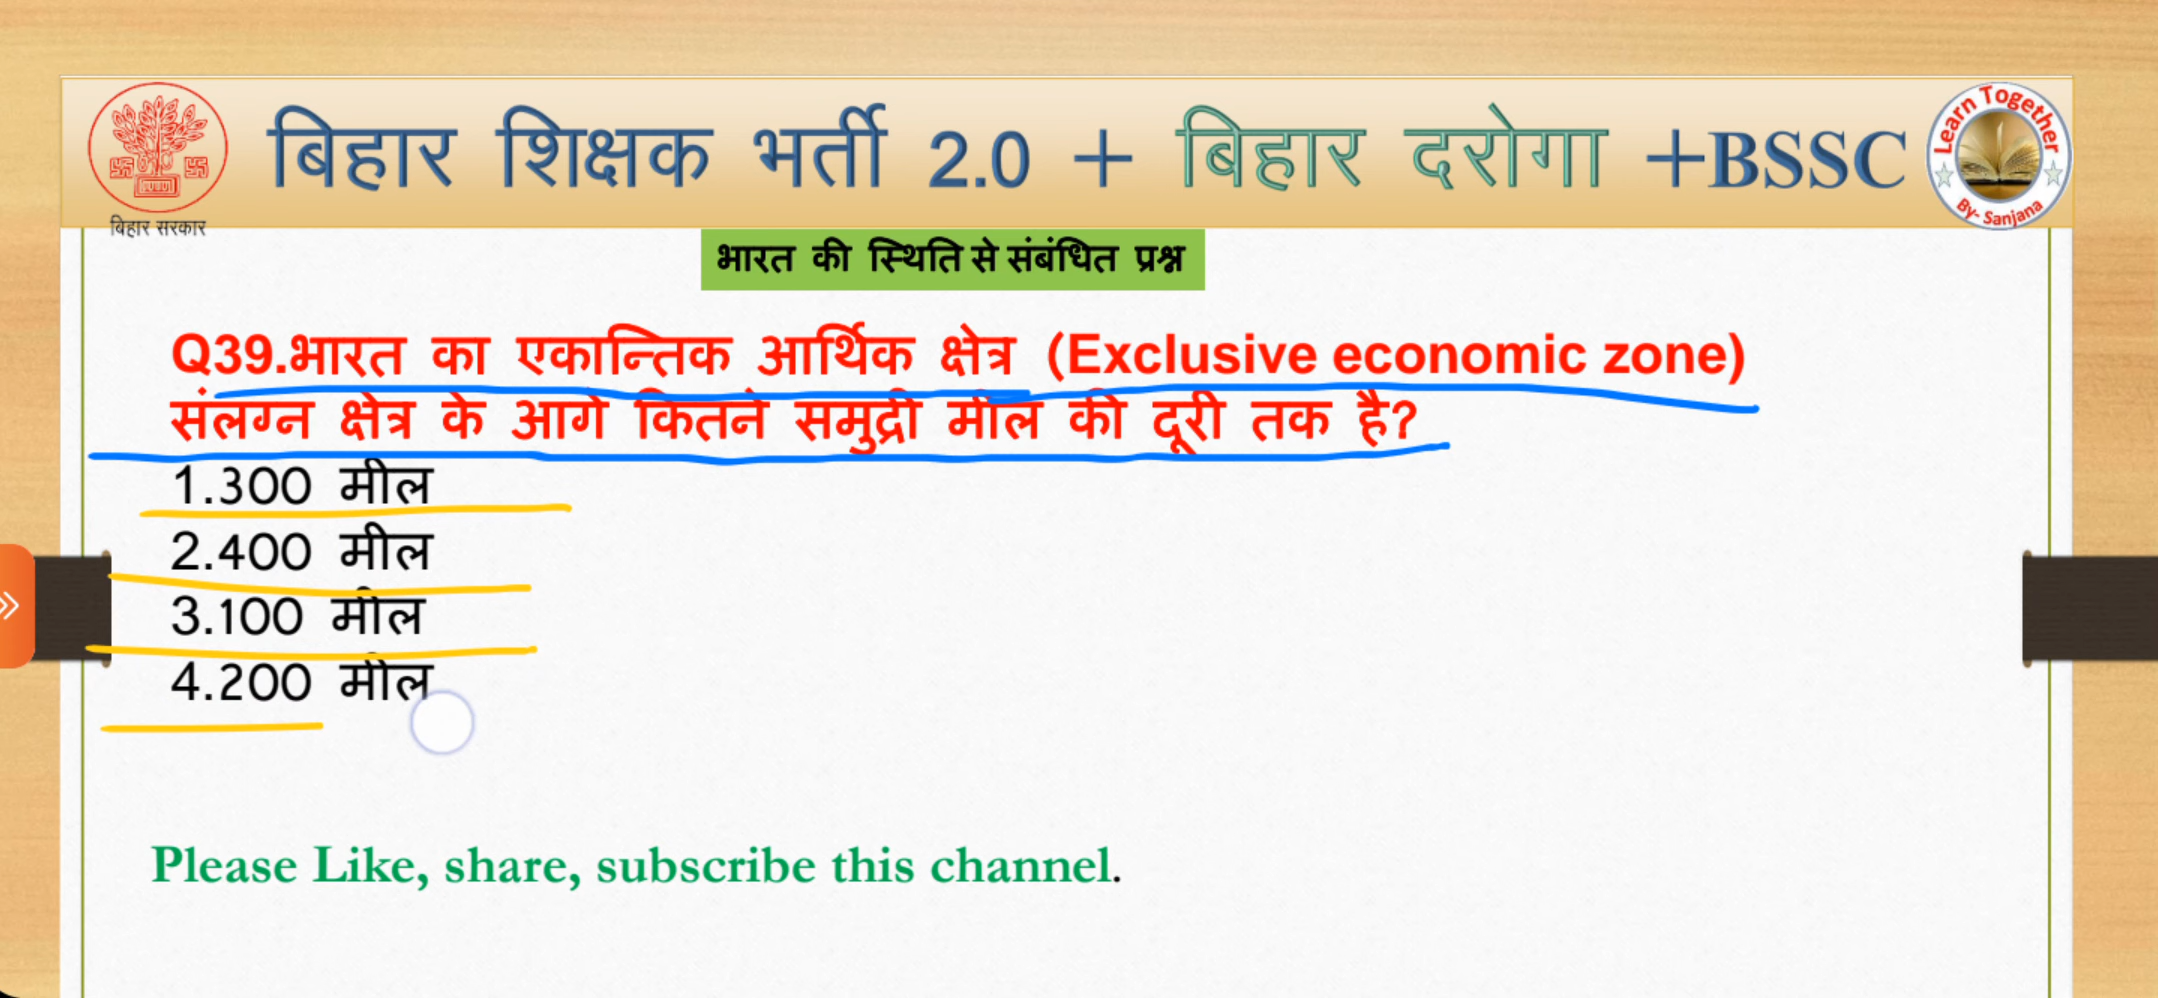 बिहार शिक्षक भर्ती 2.0 + बिहार दरोगा +BSSC
Learn Together
By- Sanjana
बिहार सरकार
भारत की स्थिति से संबंधित प्रश्न
Q39.भारत का एकान्तिक आर्थिक क्षेत्र (Exclusive economic zone)
संलग्न क्षेत्र के आगे कितने समुद्री मील की दूरी तक है?
1.300 मील
2.400 मील
3.100 मील
4.200 मील
Please Like, share, subscribe this channel.